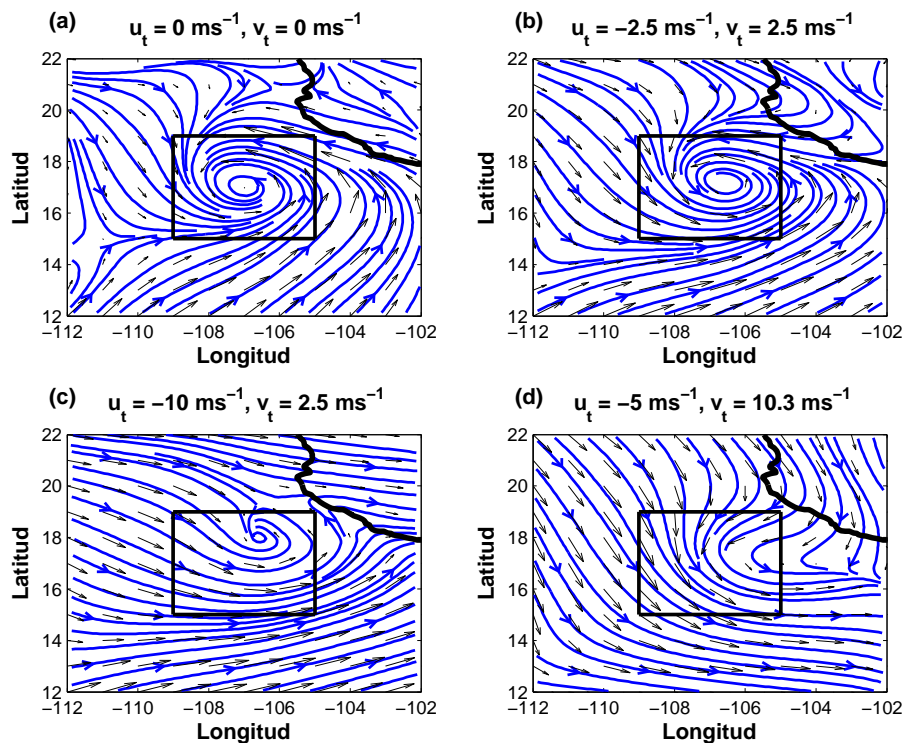 (a)
u_t = 0 ms⁻¹, v_t = 0 ms⁻¹
22
20
18
16
14
12
Latitud
−112 −110 −108 −106 −104 −102
Longitud
(b)
u_t = −2.5 ms⁻¹, v_t = 2.5 ms⁻¹
22
20
18
16
14
12
Latitud
−112 −110 −108 −106 −104 −102
Longitud
(c)
u_t = −10 ms⁻¹, v_t = 2.5 ms⁻¹
22
20
18
16
14
12
Latitud
−112 −110 −108 −106 −104 −102
Longitud
(d)
u_t = −5 ms⁻¹, v_t = 10.3 ms⁻¹
22
20
18
16
14
12
Latitud
−112 −110 −108 −106 −104 −102
Longitud